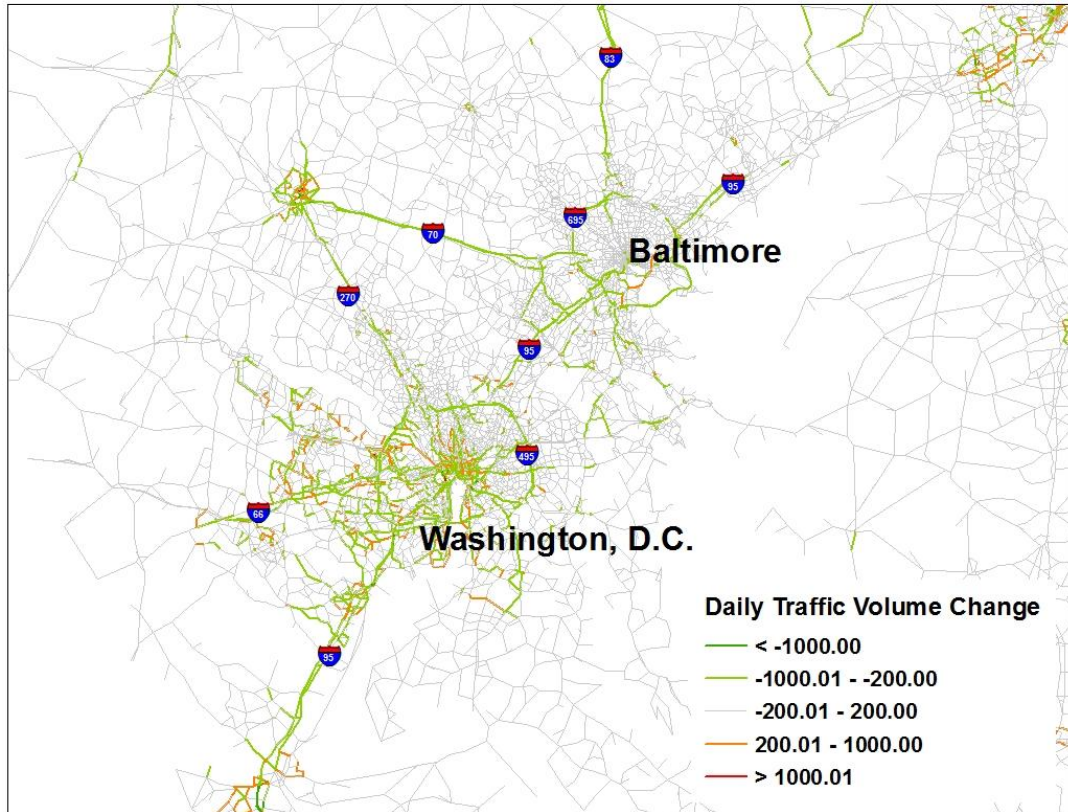 83
95
695
70
Baltimore
270
95
495
66
Washington, D.C.
95
Daily Traffic Volume Change
< -1000.00
-1000.01 - -200.00
-200.01 - 200.00
200.01 - 1000.00
> 1000.01